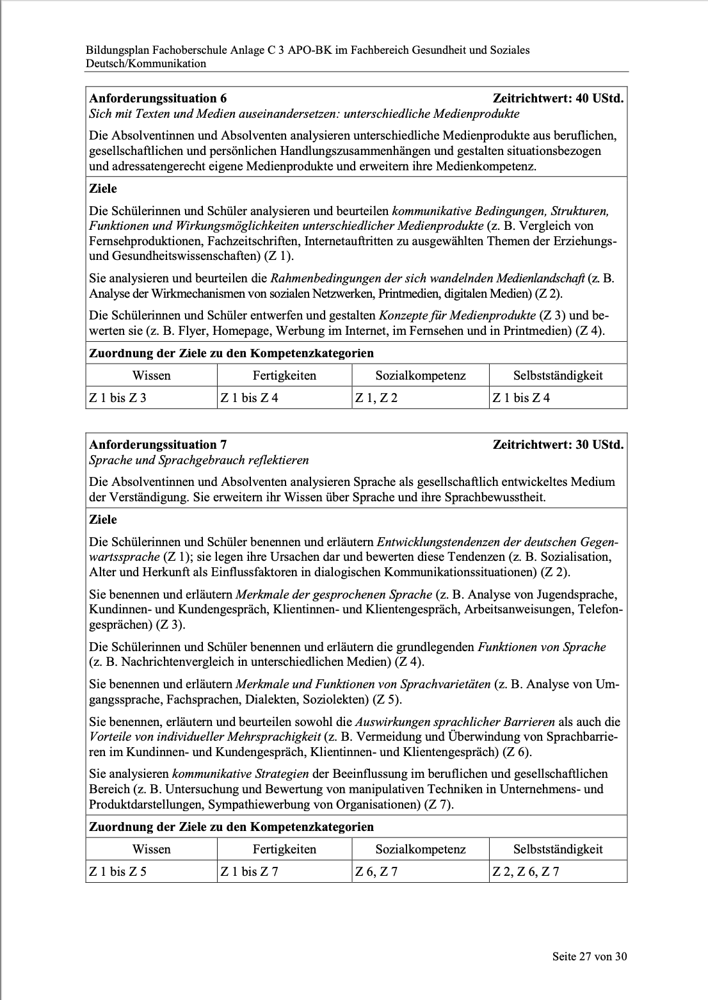 Bildungsplan Fachoberschule Anlage C 3 APO-BK im Fachbereich Gesundheit und Soziales
Deutsch/Kommunikation
Anforderungssituation 6 Zeitrichtwert: 40 UStd.
Sich mit Texten und Medien auseinandersetzen: unterschiedliche Medienprodukte
Die Absolventinnen und Absolventen analysieren unterschiedliche Medienprodukte aus beruflichen,
gesellschaftlichen und persönlichen Handlungszusammenhängen und gestalten situationsbezogen
und adressatengerecht eigene Medienprodukte und erweitern ihre Medienkompetenz.
Ziele
Die Schülerinnen und Schüler analysieren und beurteilen kommunikative Bedingungen, Strukturen,
Funktionen und Wirkungsmöglichkeiten unterschiedlicher Medienprodukte (z. B. Vergleich von
Fernsehproduktionen, Fachzeitschriften, Internetauftritten zu ausgewählten Themen der Erziehungs-
und Gesundheitswissenschaften) (Z 1).
Sie analysieren und beurteilen die Rahmenbedingungen der sich wandelnden Medienlandschaft (z. B.
Analyse der Wirkmechanismen von sozialen Netzwerken, Printmedien, digitalen Medien) (Z 2).
Die Schülerinnen und Schüler entwerfen und gestalten Konzepte für Medienprodukte (Z 3) und be-
werten sie (z. B. Flyer, Homepage, Werbung im Internet, im Fernsehen und in Printmedien) (Z 4).
Zuordnung der Ziele zu den Kompetenzkategorien
Wissen Fertigkeiten Sozialkompetenz Selbstständigkeit
Z 1 bis Z 3 Z 1 bis Z 4 Z 1, Z 2 Z 1 bis Z 4
Anforderungssituation 7 Zeitrichtwert: 30 UStd.
Sprache und Sprachgebrauch reflektieren
Die Absolventinnen und Absolventen analysieren Sprache als gesellschaftlich entwickeltes Medium
der Verständigung. Sie erweitern ihr Wissen über Sprache und ihre Sprachbewusstheit.
Ziele
Die Schülerinnen und Schüler benennen und erläutern Entwicklungstendenzen der deutschen Gegen-
wartssprache (Z 1); sie legen ihre Ursachen dar und bewerten diese Tendenzen (z. B. Sozialisation,
Alter und Herkunft als Einflussfaktoren in dialogischen Kommunikationssituationen) (Z 2).
Sie benennen und erläutern Merkmale der gesprochenen Sprache (z. B. Analyse von Jugendsprache,
Kundinnen- und Kundengespräch, Klientinnen- und Klientengespräch, Arbeitsanweisungen, Telefon-
gesprächen) (Z 3).
Die Schülerinnen und Schüler benennen und erläutern die grundlegenden Funktionen von Sprache
(z. B. Nachrichtenvergleich in unterschiedlichen Medien) (Z 4).
Sie benennen und erläutern Merkmale und Funktionen von Sprachvarietäten (z. B. Analyse von Um-
gangssprache, Fachsprachen, Dialekten, Soziolekten) (Z 5).
Sie benennen, erläutern und beurteilen sowohl die Auswirkungen sprachlicher Barrieren als auch die
Vorteile von individueller Mehrsprachigkeit (z. B. Vermeidung und Überwindung von Sprachbarrie-
ren im Kundinnen- und Kundengespräch, Klientinnen- und Klientengespräch) (Z 6).
Sie analysieren kommunikative Strategien der Beeinflussung im beruflichen und gesellschaftlichen
Bereich (z. B. Untersuchung und Bewertung von manipulativen Techniken in Unternehmens- und
Produktdarstellungen, Sympathiewerbung von Organisationen) (Z 7).
Zuordnung der Ziele zu den Kompetenzkategorien
Wissen Fertigkeiten Sozialkompetenz Selbstständigkeit
Z 1 bis Z 5 Z 1 bis Z 7 Z 6, Z 7 Z 2, Z 6, Z 7
Seite 27 von 30